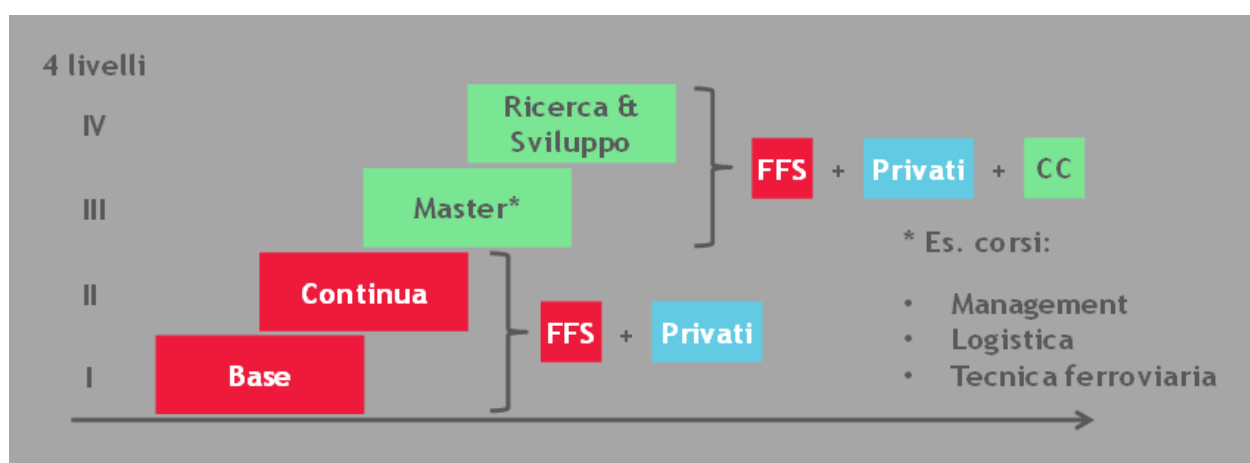 4 livelli
IV
Ricerca &
Sviluppo
FFS + Privati + CC
III
Master*
* Es. corsi:
II
Continua
• Management
FFS + Privati
• Logistica
I
Base
• Tecnica ferroviaria